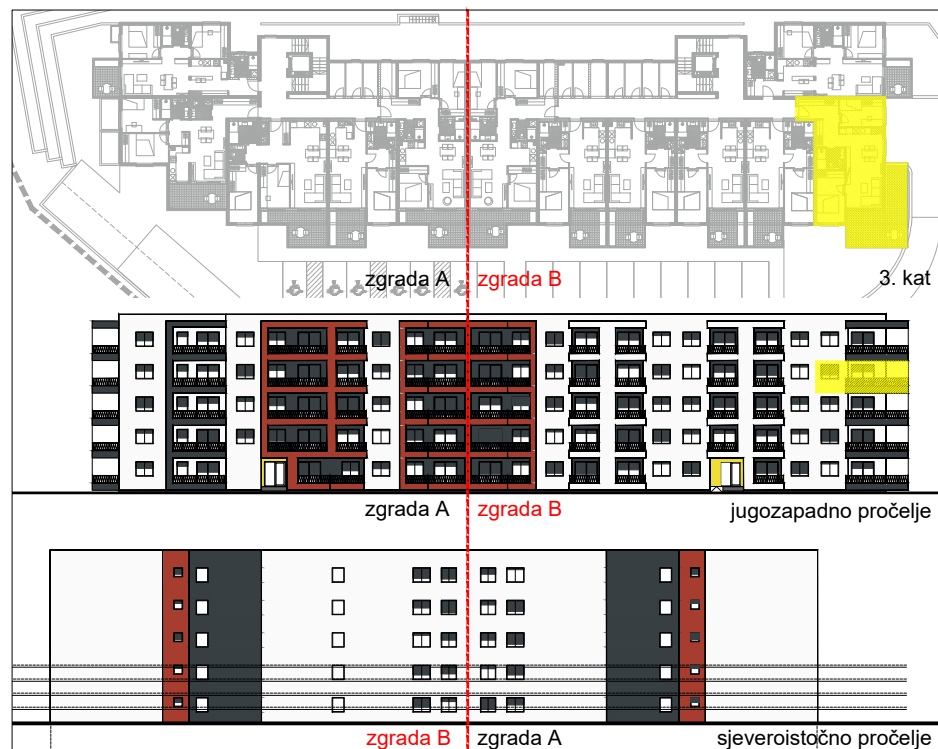 zgrada A zgrada B 3. kat
zgrada A zgrada B jugozapadno pročelje
zgrada B zgrada A sjeveroistočno pročelje